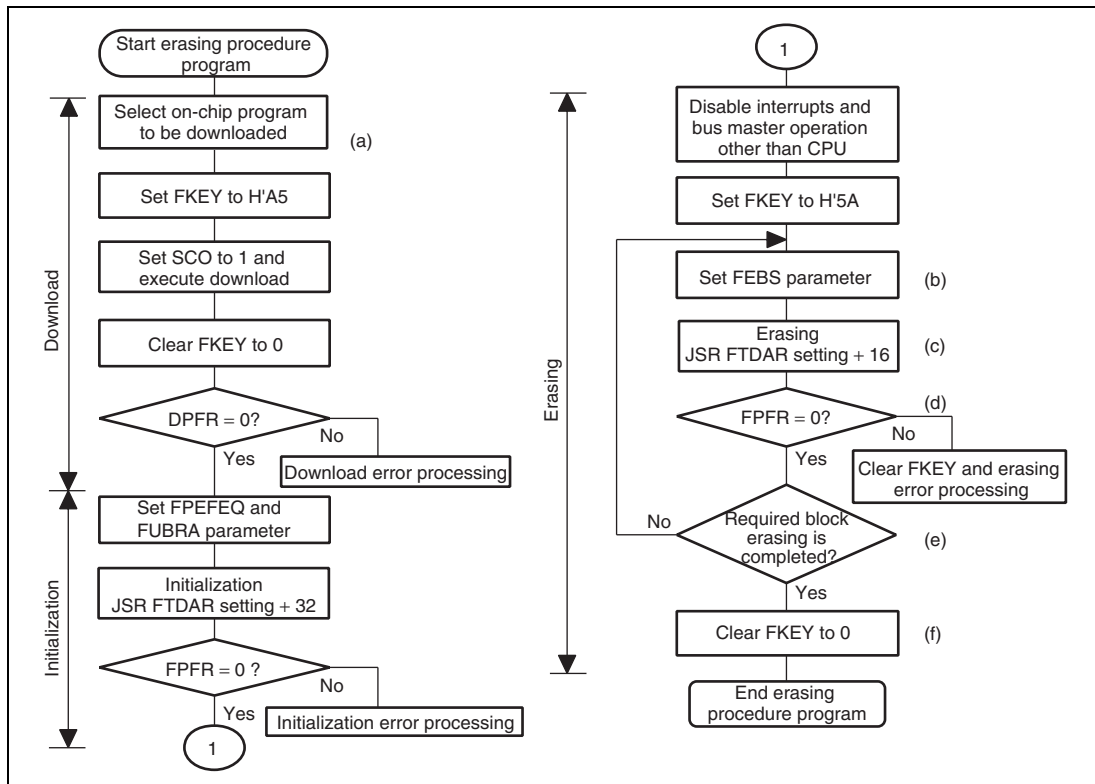 Start erasing procedure
program
Select on-chip program
to be downloaded
(a)
Set FKEY to H'A5
Set SCO to 1 and
execute download
Clear FKEY to 0
DPFR = 0?
No
Yes
Download error processing
Download
Set FPEFEQ and
FUBRA parameter
Initialization
JSR FTDAR setting + 32
FPFR = 0 ?
No
Yes
Initialization error processing
Initialization
1
1
Disable interrupts and
bus master operation
other than CPU
Set FKEY to H'5A
Set FEBS parameter
(b)
Erasing
JSR FTDAR setting + 16
(c)
(d)
FPFR = 0?
No
Yes
Clear FKEY and erasing
error processing
Erasing
No
Required block
erasing is
completed?
(e)
Yes
Clear FKEY to 0
(f)
End erasing
procedure program